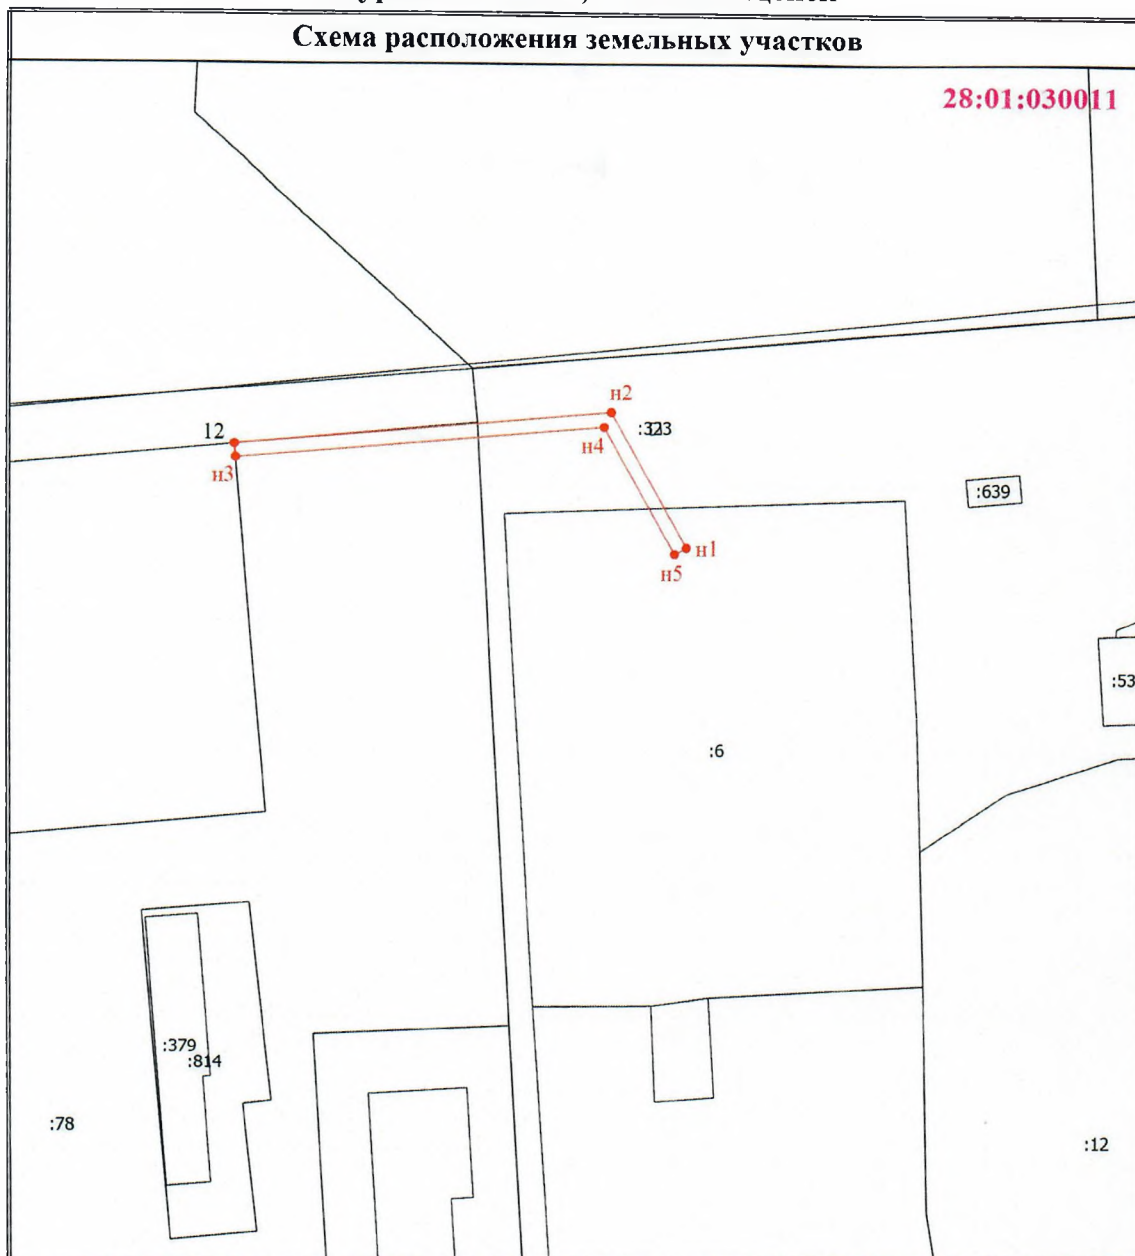 Схема расположения земельных участков
28:01:030011
н2
12
:323
н4
н3
:639
н1
н5
:53
:6
:379
:814
:78
:12